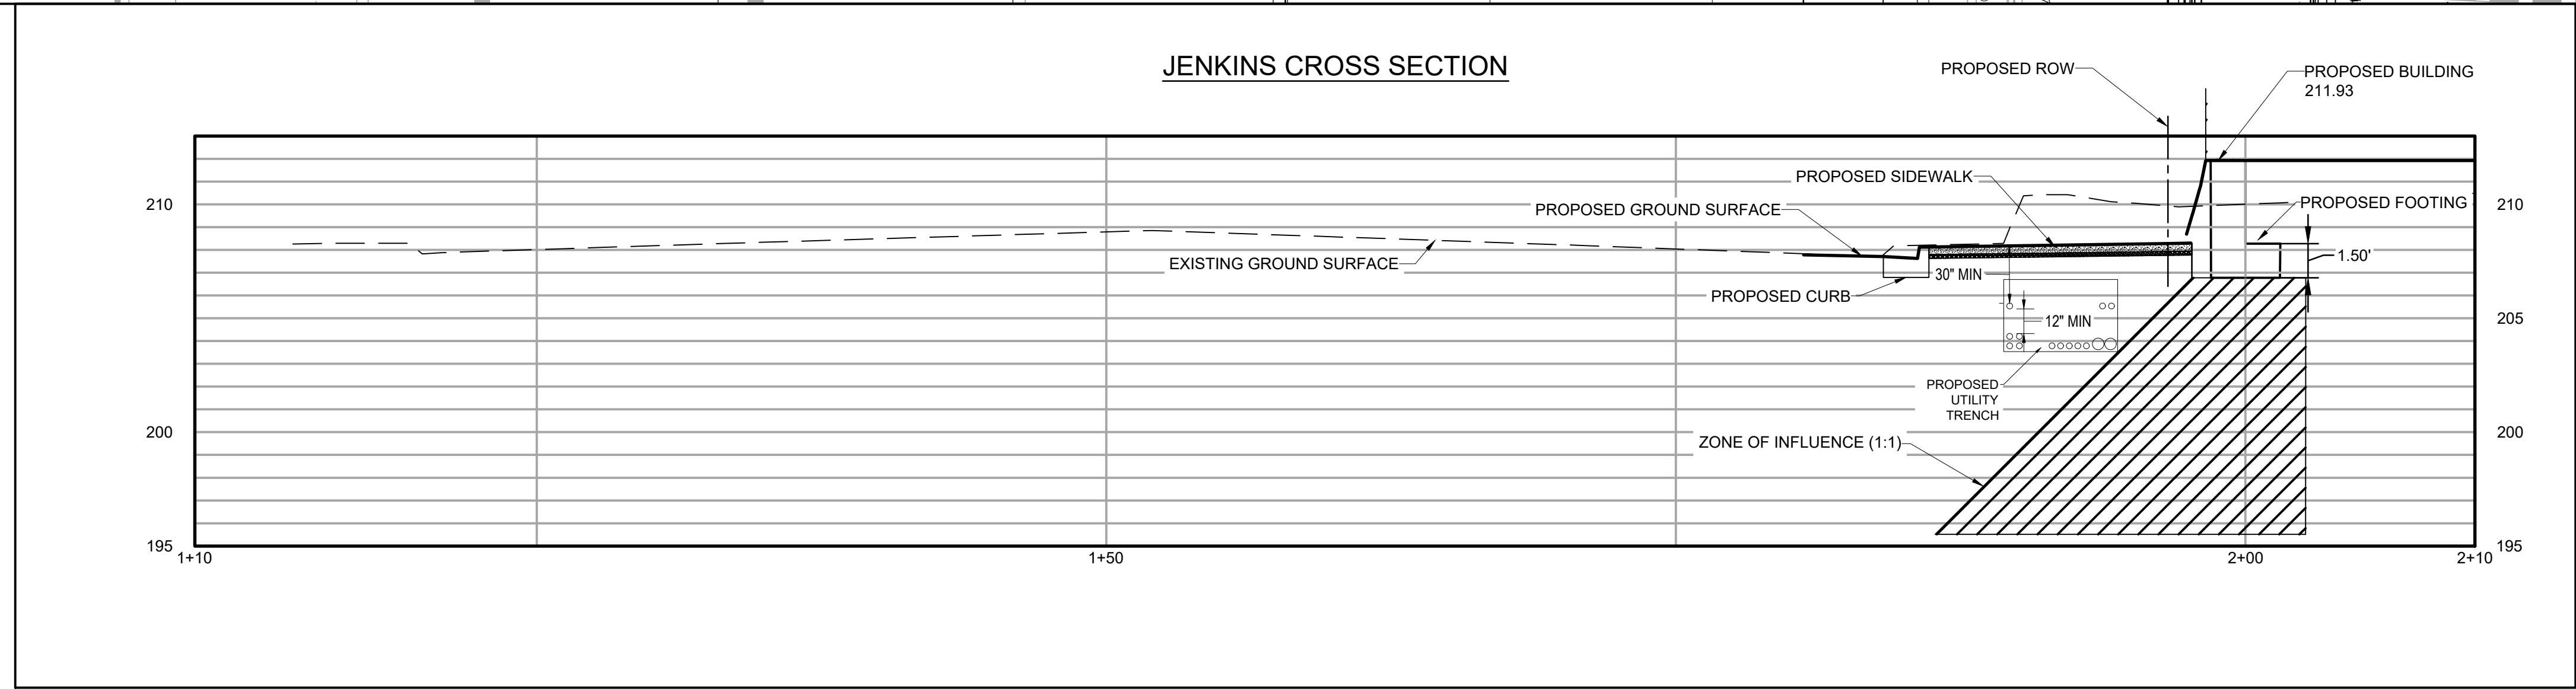 JENKINS CROSS SECTION
PROPOSED ROW
PROPOSED BUILDING
211.93
PROPOSED SIDEWALK
PROPOSED GROUND SURFACE
210
PROPOSED FOOTING
210
EXISTING GROUND SURFACE
1.50'
30" MIN
PROPOSED CURB
12" MIN
205
PROPOSED
UTILITY
TRENCH
200
ZONE OF INFLUENCE (1:1)
200
195
195
1+10
1+50
2+00
2+10